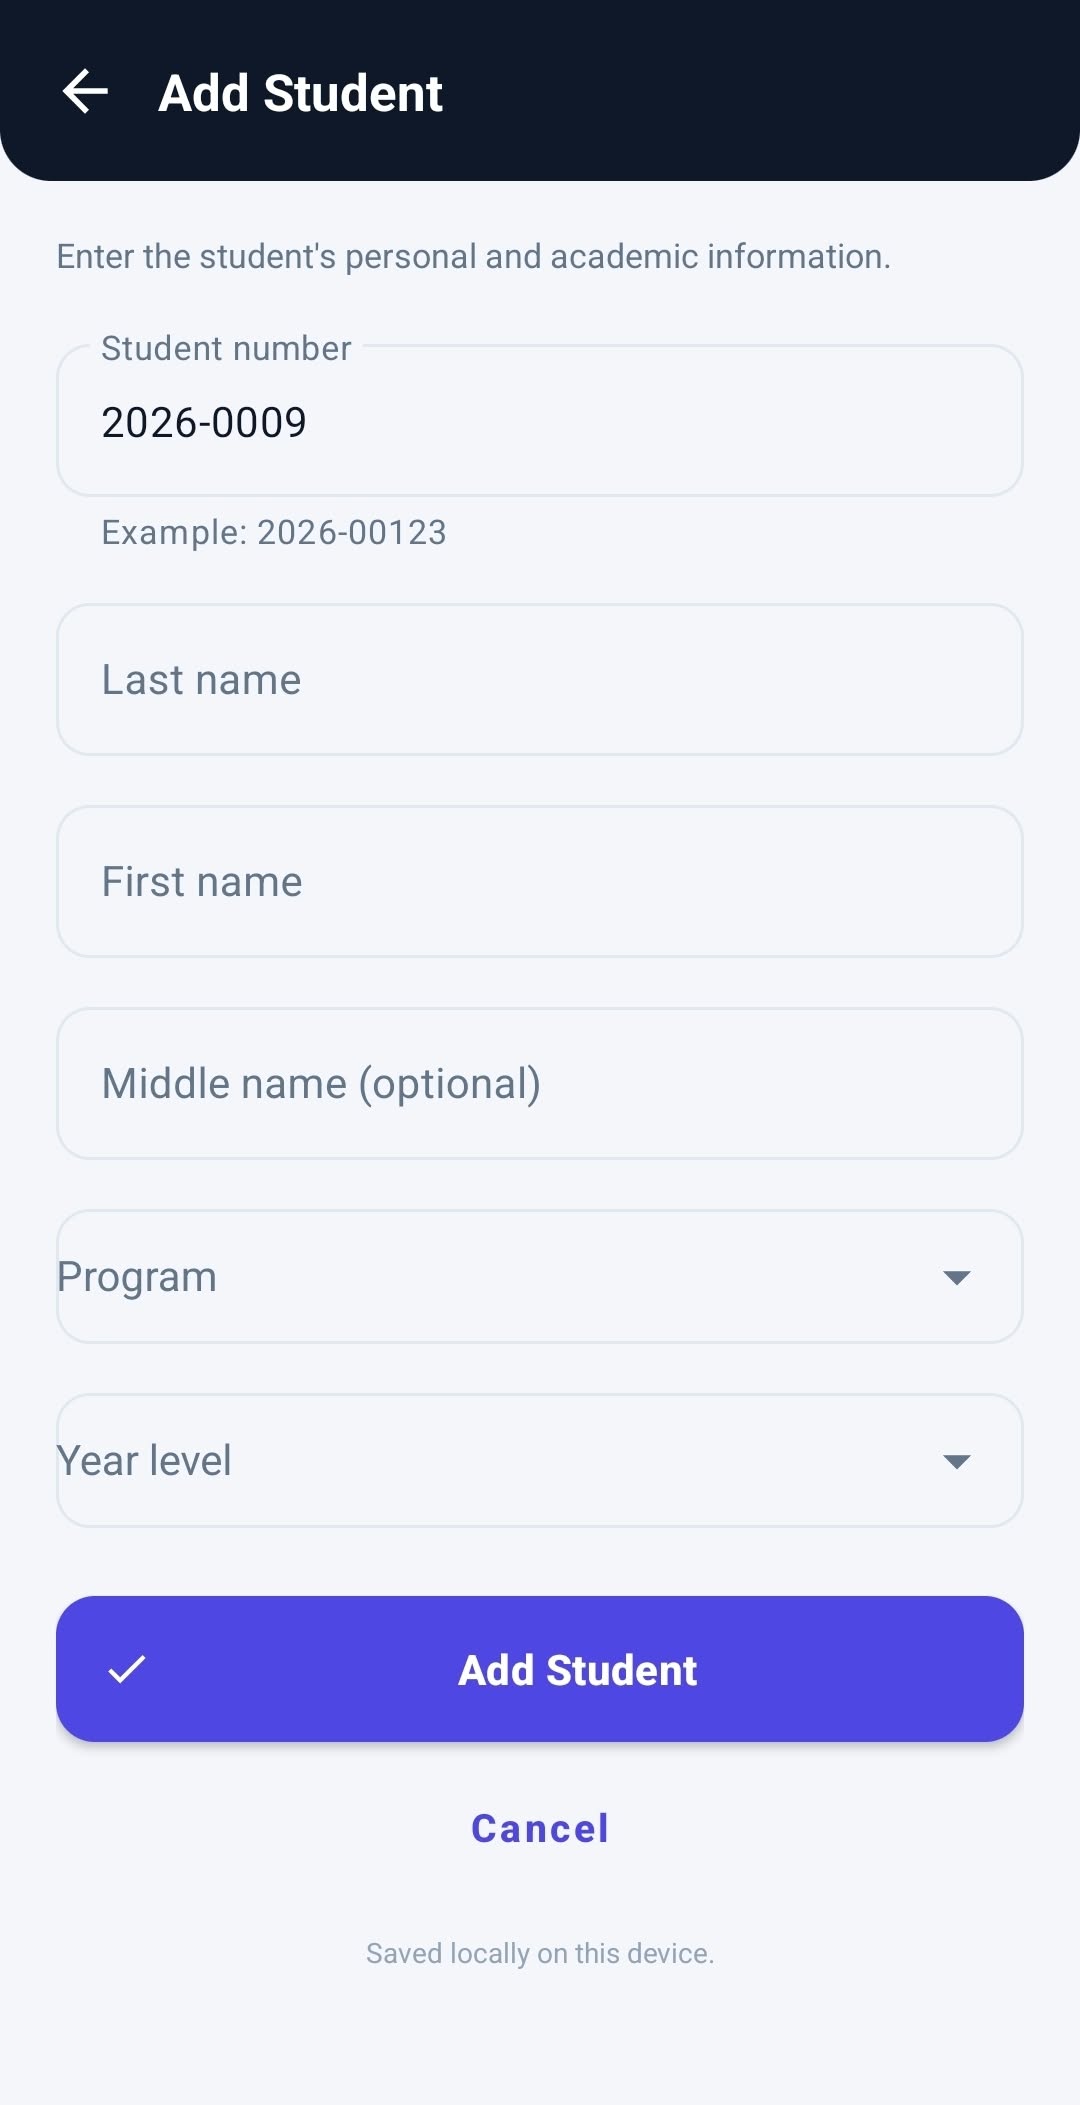 Add Student
Enter the student's personal and academic information.
Student number
2026-0009
Example: 2026-00123
Last name
First name
Middle name (optional)
Program
Year level
Add Student
Cancel
Saved locally on this device.